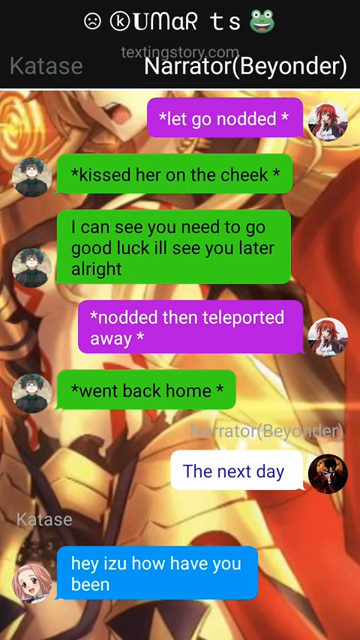 ☹ ⓚ𝐔ᗰᗩᖇ t s 🐸
textingstory.com
Katase Narrator(Beyonder)
*let go nodded *
*kissed her on the cheek *
I can see you need to go
good luck ill see you later
alright
*nodded then teleported
away *
*went back home *
Narrator(Beyonder)
The next day
Katase
hey izu how have you
been